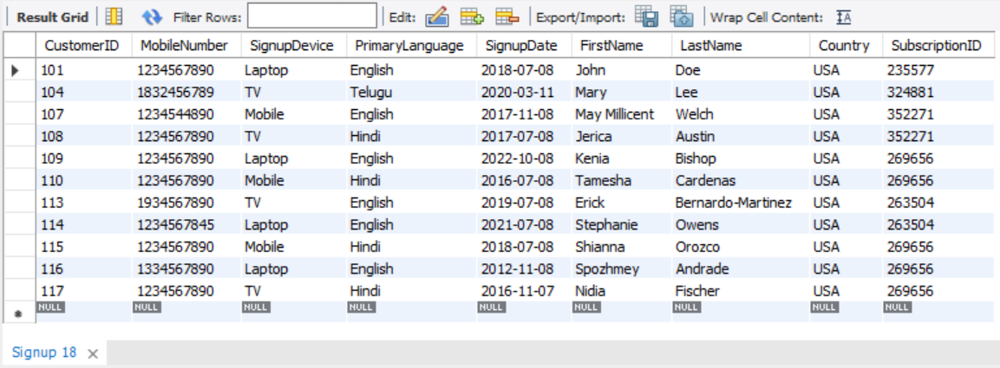 Result Grid Filter Rows: Edit: Export/Import: Wrap Cell Content: IA
CustomerID MobileNumber SignupDevice PrimaryLanguage SignupDate FirstName LastName Country SubscriptionID
101 1234567890 Laptop English 2018-07-08 John Doe USA 235577
104 1832456789 TV Telugu 2020-03-11 Mary Lee USA 324881
107 1234544890 Mobile English 2017-11-08 May Millicent Welch USA 352271
108 1234567890 TV Hindi 2017-07-08 Jerica Austin USA 352271
109 1234567890 Laptop English 2022-10-08 Kenia Bishop USA 269656
110 1234567890 Mobile Hindi 2016-07-08 Tamesha Cardenas USA 269656
113 1934567890 TV English 2019-07-08 Erick Bernardo-Martinez USA 263504
114 1234567845 Laptop English 2021-07-08 Stephanie Owens USA 263504
115 1234567890 Mobile Hindi 2018-07-08 Shianna Orozco USA 269656
116 1334567890 Laptop English 2012-11-08 Spozhmey Andrade USA 269656
117 1234567890 TV Hindi 2016-11-07 Nidia Fischer USA 269656
NULL NULL NULL NULL NULL NULL NULL NULL NULL
Signup 18